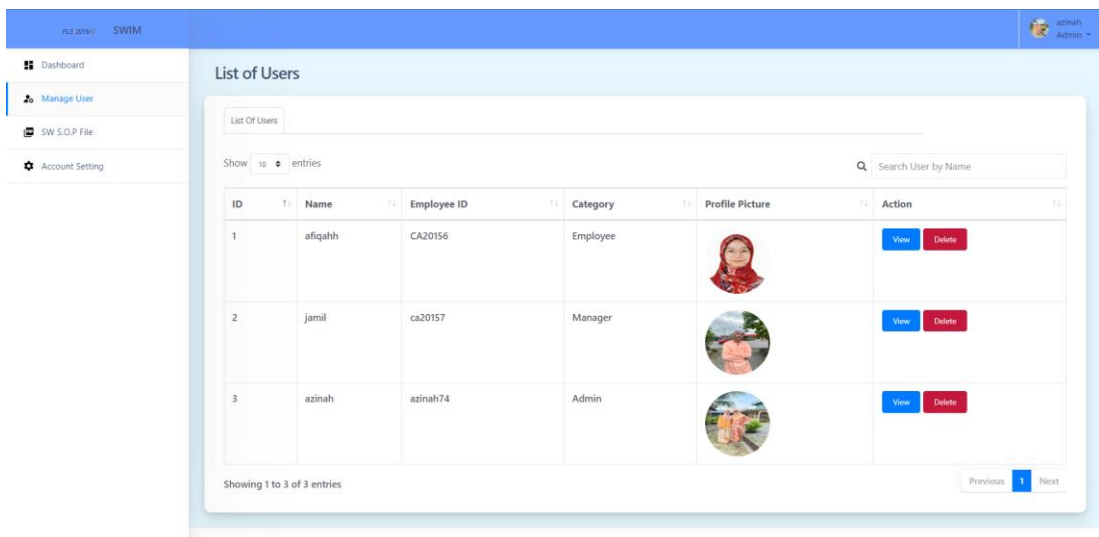 SWIM
azinah
Admin
Dashboard
Manage User
SW S.O.P File
Account Setting
List of Users
List Of Users
Show 10 entries
Search User by Name
ID Name Employee ID Category Profile Picture Action
1 afiqahh CA20156 Employee View Delete
2 jamil ca20157 Manager View Delete
3 azinah azinah74 Admin View Delete
Showing 1 to 3 of 3 entries
Previous 1 Next